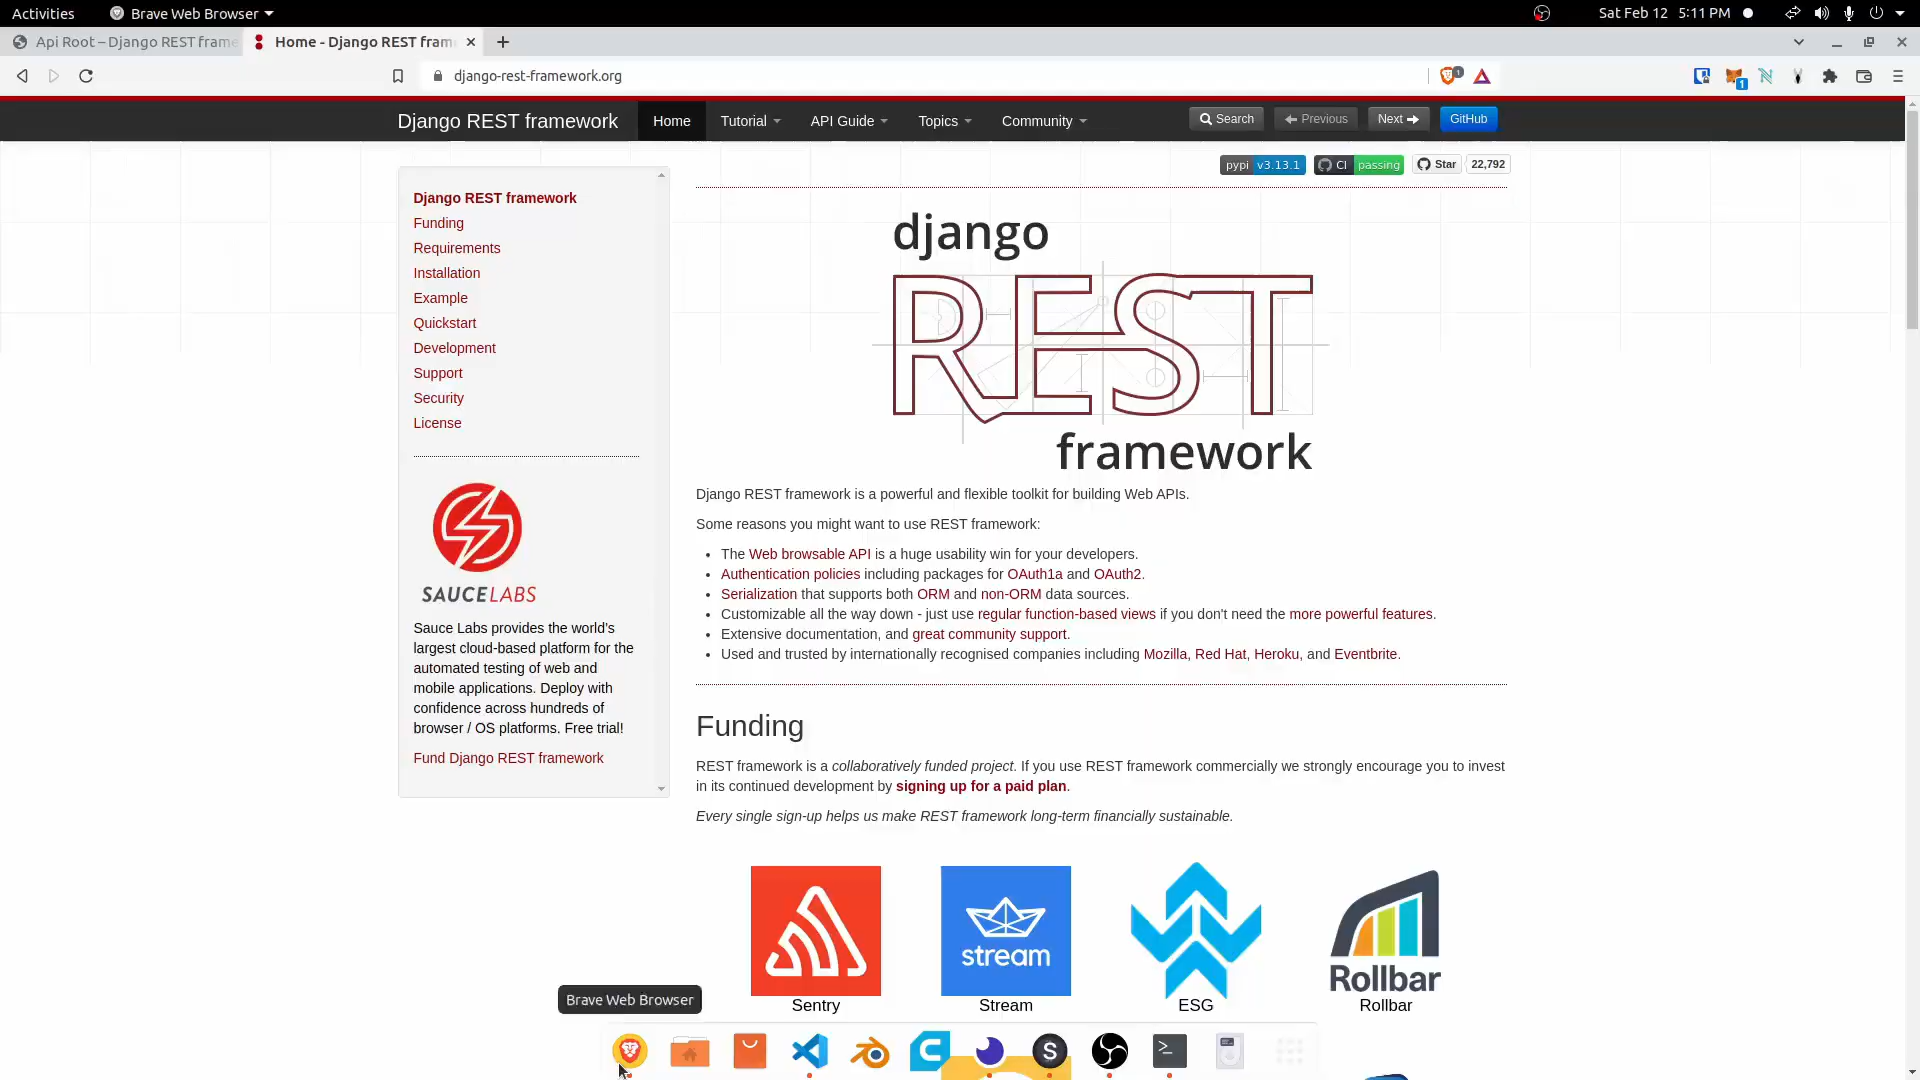 Activities
Brave Web Browser
Sat Feb 12 5:11 PM
Api Root – Django REST frame
Home - Django REST fram
django-rest-framework.org
1
1
Django REST framework
Home
Tutorial
API Guide
Topics
Community
Search
Previous
Next
GitHub
pypi v3.13.1
CI passing
Star
22,792
Django REST framework
Funding
Requirements
Installation
Example
Quickstart
Development
Support
Security
License
SAUCELABS
Sauce Labs provides the world's
largest cloud-based platform for the
automated testing of web and
mobile applications. Deploy with
confidence across hundreds of
browser / OS platforms. Free trial!
Fund Django REST framework
django
REST
framework
Django REST framework is a powerful and flexible toolkit for building Web APIs.
Some reasons you might want to use REST framework:
• The Web browsable API is a huge usability win for your developers.
• Authentication policies including packages for OAuth1a and OAuth2.
• Serialization that supports both ORM and non-ORM data sources.
• Customizable all the way down - just use regular function-based views if you don't need the more powerful features.
• Extensive documentation, and great community support.
• Used and trusted by internationally recognised companies including Mozilla, Red Hat, Heroku, and Eventbrite.
Funding
REST framework is a collaboratively funded project. If you use REST framework commercially we strongly encourage you to invest
in its continued development by signing up for a paid plan.
Every single sign-up helps us make REST framework long-term financially sustainable.
stream
Rollbar
Sentry
Stream
ESG
Rollbar
Brave Web Browser
S